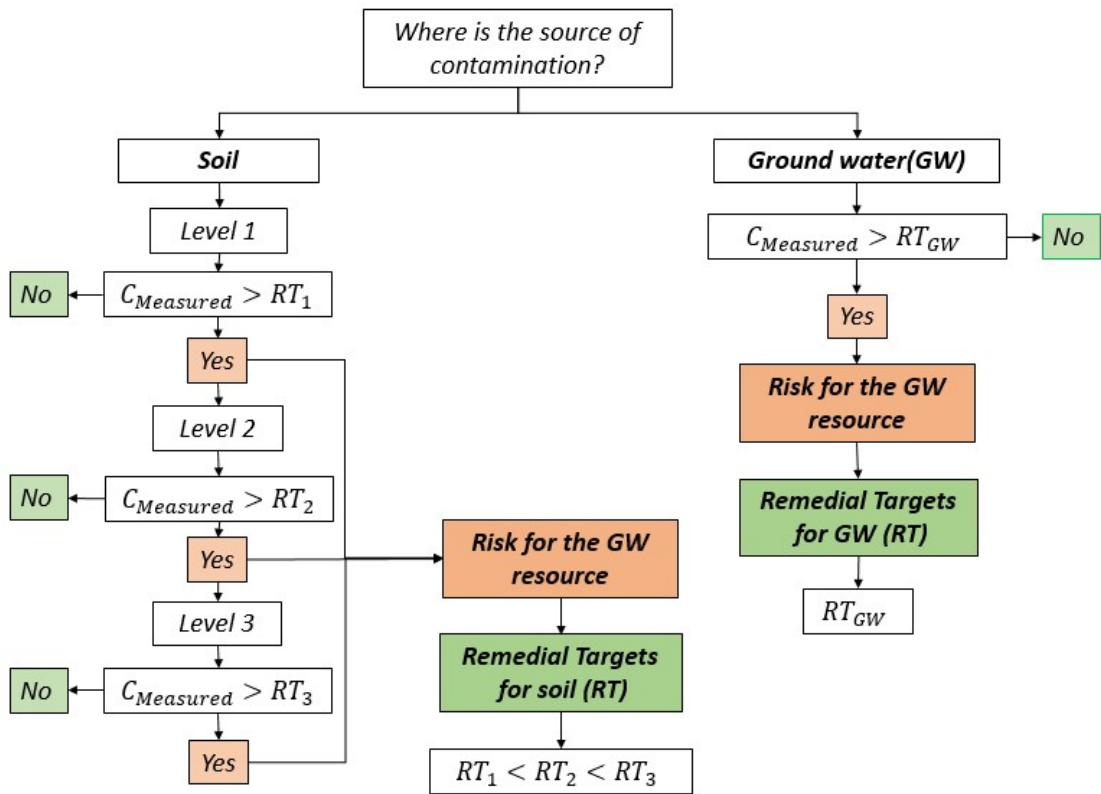 Where is the source of
contamination?
Soil
Ground water(GW)
Level 1
C_Measured > RT_GW
No
No
C_Measured > RT_1
Yes
Yes
Risk for the GW
resource
Level 2
No
C_Measured > RT_2
Remedial Targets
for GW (RT)
Risk for the GW
resource
Yes
RT_GW
Level 3
Remedial Targets
for soil (RT)
No
C_Measured > RT_3
Yes
RT_1 < RT_2 < RT_3